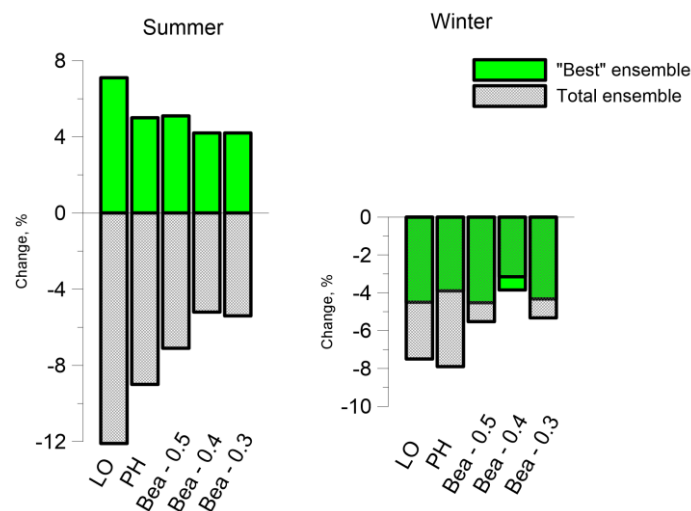 Summer
Winter
"Best" ensemble
Total ensemble
Change, %
8
4
0
-4
-8
-12
LO
PH
Bea - 0.5
Bea - 0.4
Bea - 0.3
Change, %
0
-2
-4
-6
-8
-10
LO
PH
Bea - 0.5
Bea - 0.4
Bea - 0.3